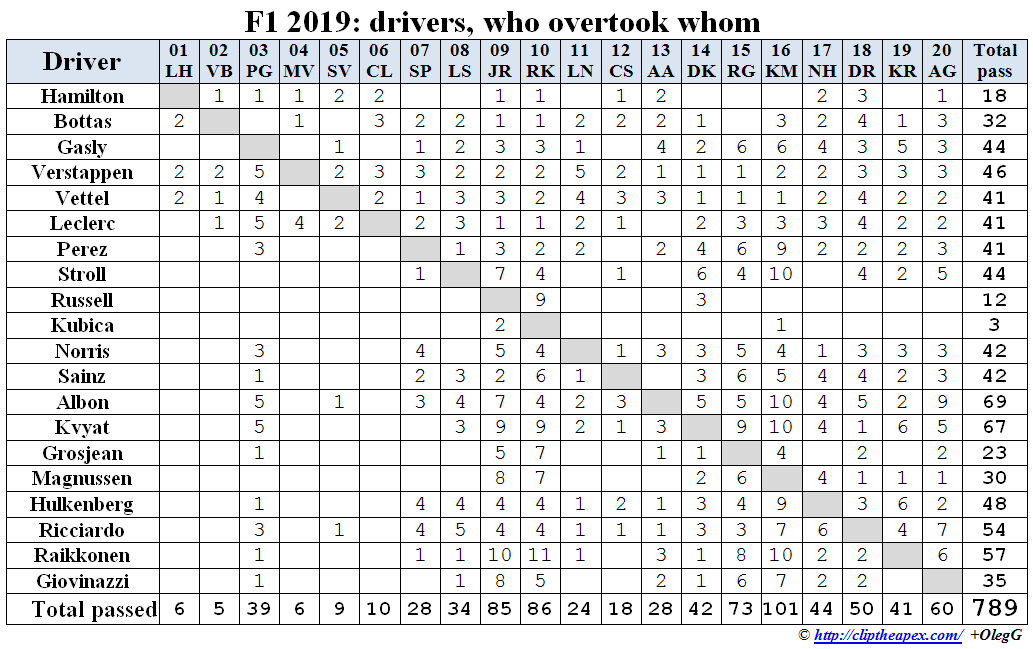 F1 2019: drivers, who overtook whom
Driver 01 LH 02 VB 03 PG 04 MV 05 SV 06 CL 07 SP 08 LS 09 JR 10 RK 11 LN 12 CS 13 AA 14 DK 15 RG 16 KM 17 NH 18 DR 19 KR 20 AG Total pass
Hamilton 1 1 1 2 2 1 1 1 2 2 3 1 18
Bottas 2 1 3 2 2 1 1 2 2 2 1 3 2 4 1 3 32
Gasly 1 1 2 3 3 1 4 2 6 6 4 3 5 3 44
Verstappen 2 2 5 2 3 3 2 2 2 5 2 1 1 1 2 2 3 3 3 46
Vettel 2 1 4 2 1 3 3 2 4 3 3 1 1 1 2 4 2 2 41
Leclerc 1 5 4 2 2 3 1 1 2 1 2 3 3 3 4 2 2 41
Perez 3 1 3 2 2 2 4 6 9 2 2 2 3 41
Stroll 1 7 4 1 6 4 10 4 2 5 44
Russell 9 3 12
Kubica 2 1 3
Norris 3 4 5 4 1 3 3 5 4 1 3 3 3 42
Sainz 1 2 3 2 6 1 3 6 5 4 4 2 3 42
Albon 5 1 3 4 7 4 2 3 5 5 10 4 5 2 9 69
Kvyat 5 3 9 9 2 1 3 9 10 4 1 6 5 67
Grosjean 1 5 7 1 1 4 2 2 23
Magnussen 8 7 2 6 4 1 1 1 30
Hulkenberg 1 4 4 4 4 1 2 1 3 4 9 3 6 2 48
Ricciardo 3 1 4 5 4 4 1 1 1 3 3 7 6 4 7 54
Raikkonen 1 1 1 10 11 1 3 1 8 10 2 2 6 57
Giovinazzi 1 1 8 5 2 1 6 7 2 2 35
Total passed 6 5 39 6 9 10 28 34 85 86 24 18 28 42 73 101 44 50 41 60 789
© http://cliptheapex.com/ +OlegG